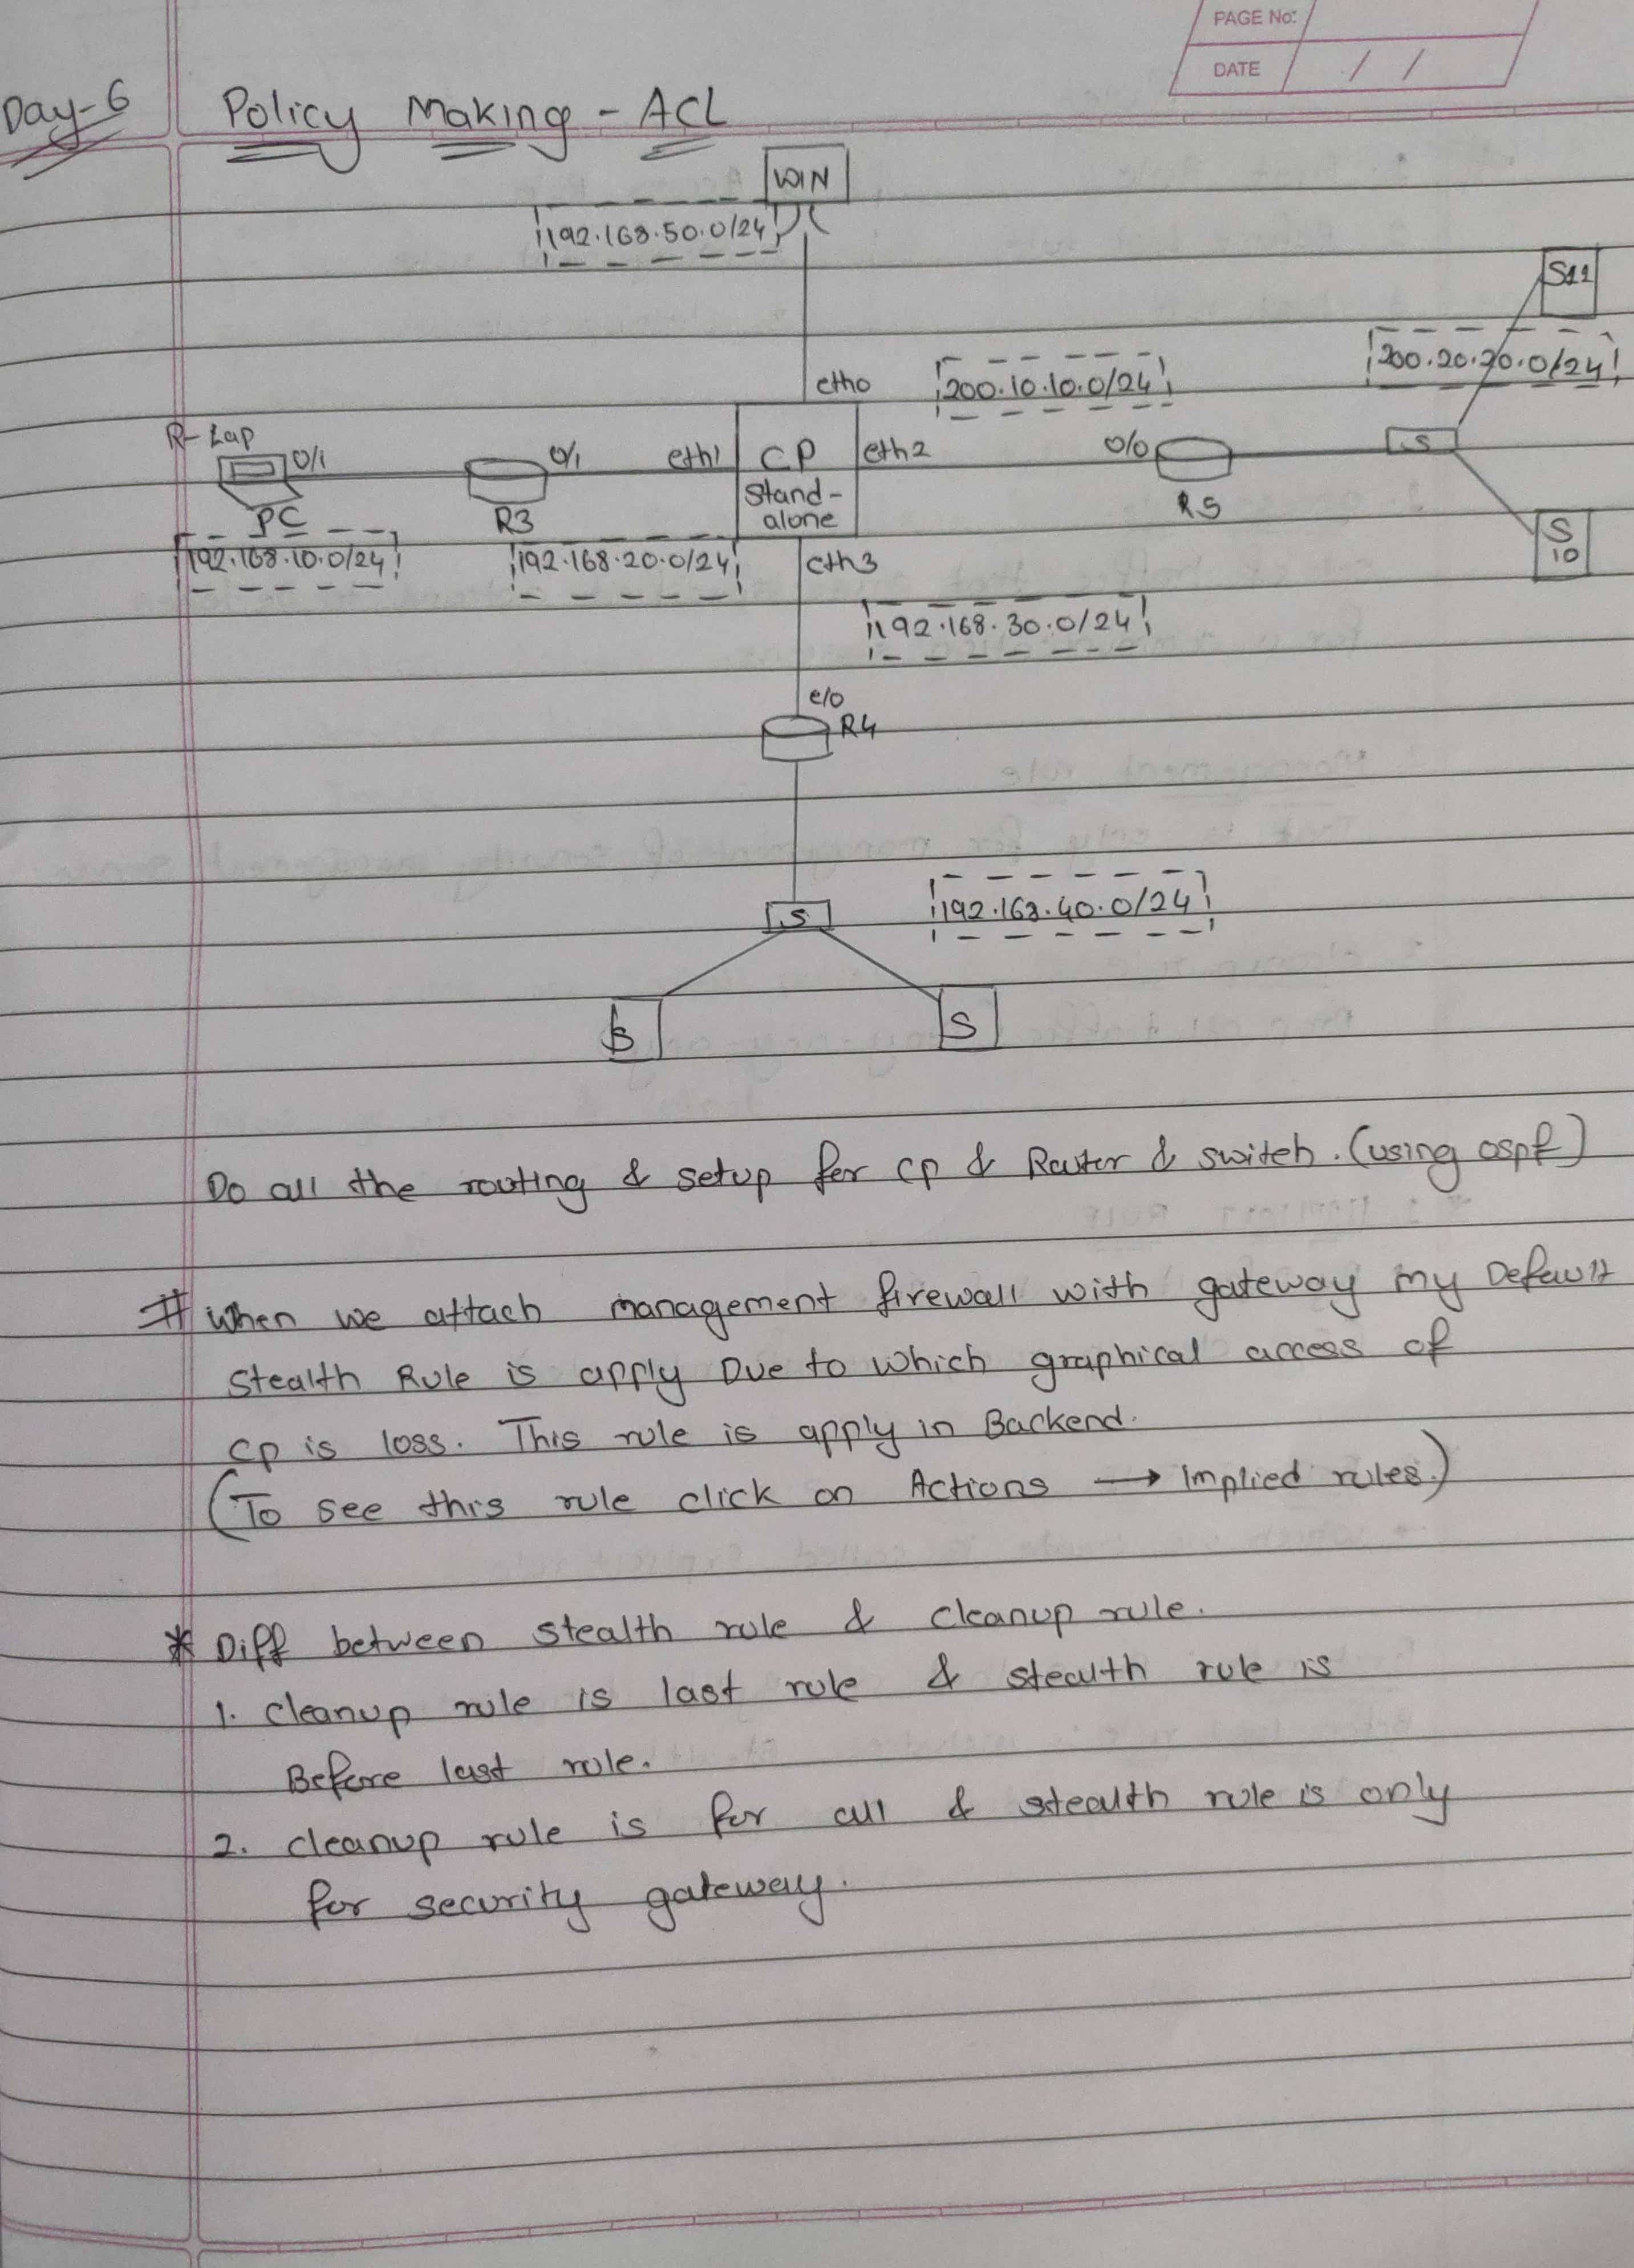 PAGE No:
DATE / /
Day-6 Policy Making - ACL
WIN
192.168.50.0/24
S11
200.20.20.0/24
eth0
200.10.10.0/24
R-Lap
0/1
0/1
eth1
CP
eth2
0/0
S
Stand-
alone
PC
R3
R5
S
10
192.168.10.0/24
192.168.20.0/24
eth3
192.168.30.0/24
e/0
R4
S
192.168.40.0/24
S
S
Do all the routing & setup for cp & Router & switch. (using ospf)
# When we attach management firewall with gateway my Default
Stealth Rule is apply Due to which graphical access of
cp is loss. This rule is apply in Backend.
(To see this rule click on Actions → Implied rules.)
* Diff between stealth rule & cleanup rule.
1. cleanup rule is last rule & stealth rule is
Before last rule.
2. cleanup rule is for all & stealth rule is only
for security gateway.